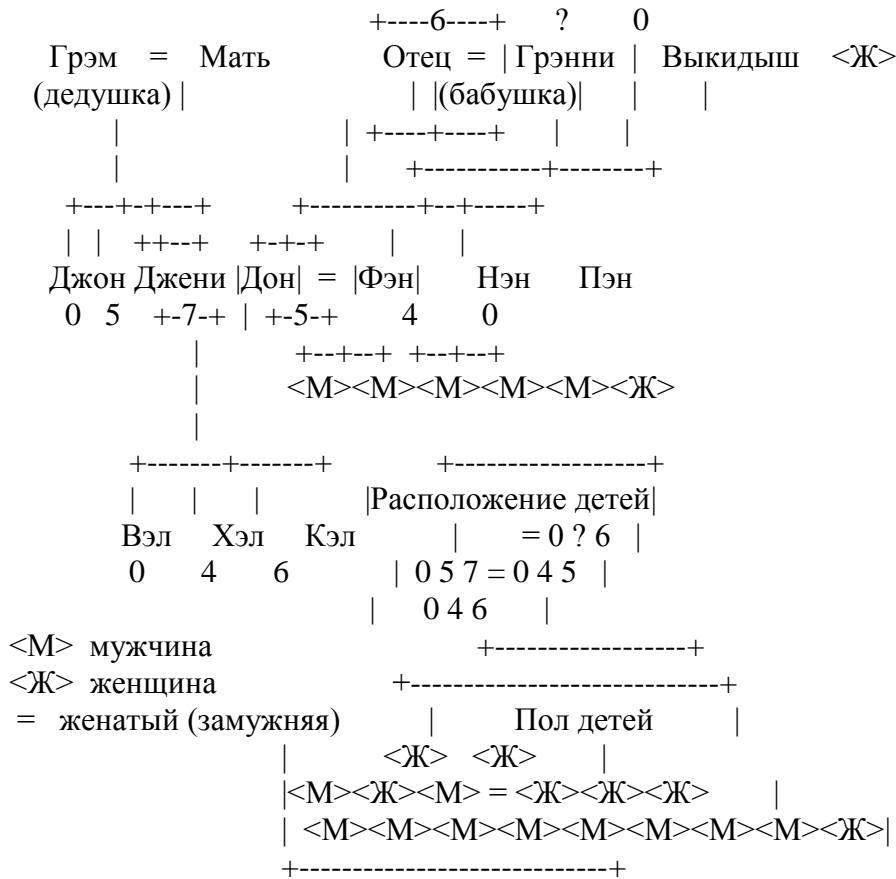 +----6----+ ? 0
Грэм = Мать Отец = | Грэнни | Выкидыш <Ж>
(дедушка) | | |(бабушка)| | |
| | +----+----+ | |
| | +-----------+--------+
+---+-+---+ +----------+--+-----+
| | ++--+ +-+-+ | |
Джон Джени |Дон| = |Фэн| Нэн Пэн
0 5 +-7-+ | +-5-+ 4 0
| +--+--+ +--+--+
| <М><М><М><М><М><Ж>
|
+-------+-------+ +------------------+
| | | |Расположение детей|
Вэл Хэл Кэл | = 0 ? 6 |
0 4 6 | 0 5 7 = 0 4 5 |
| 0 4 6 |
<М> мужчина +------------------+
<Ж> женщина +-----------------------------+
= женатый (замужняя) | Пол детей |
| <Ж> <Ж> |
|<М><Ж><М> = <Ж><Ж><Ж> |
| <М><М><М><М><М><М><М><М><Ж>|
+-----------------------------+